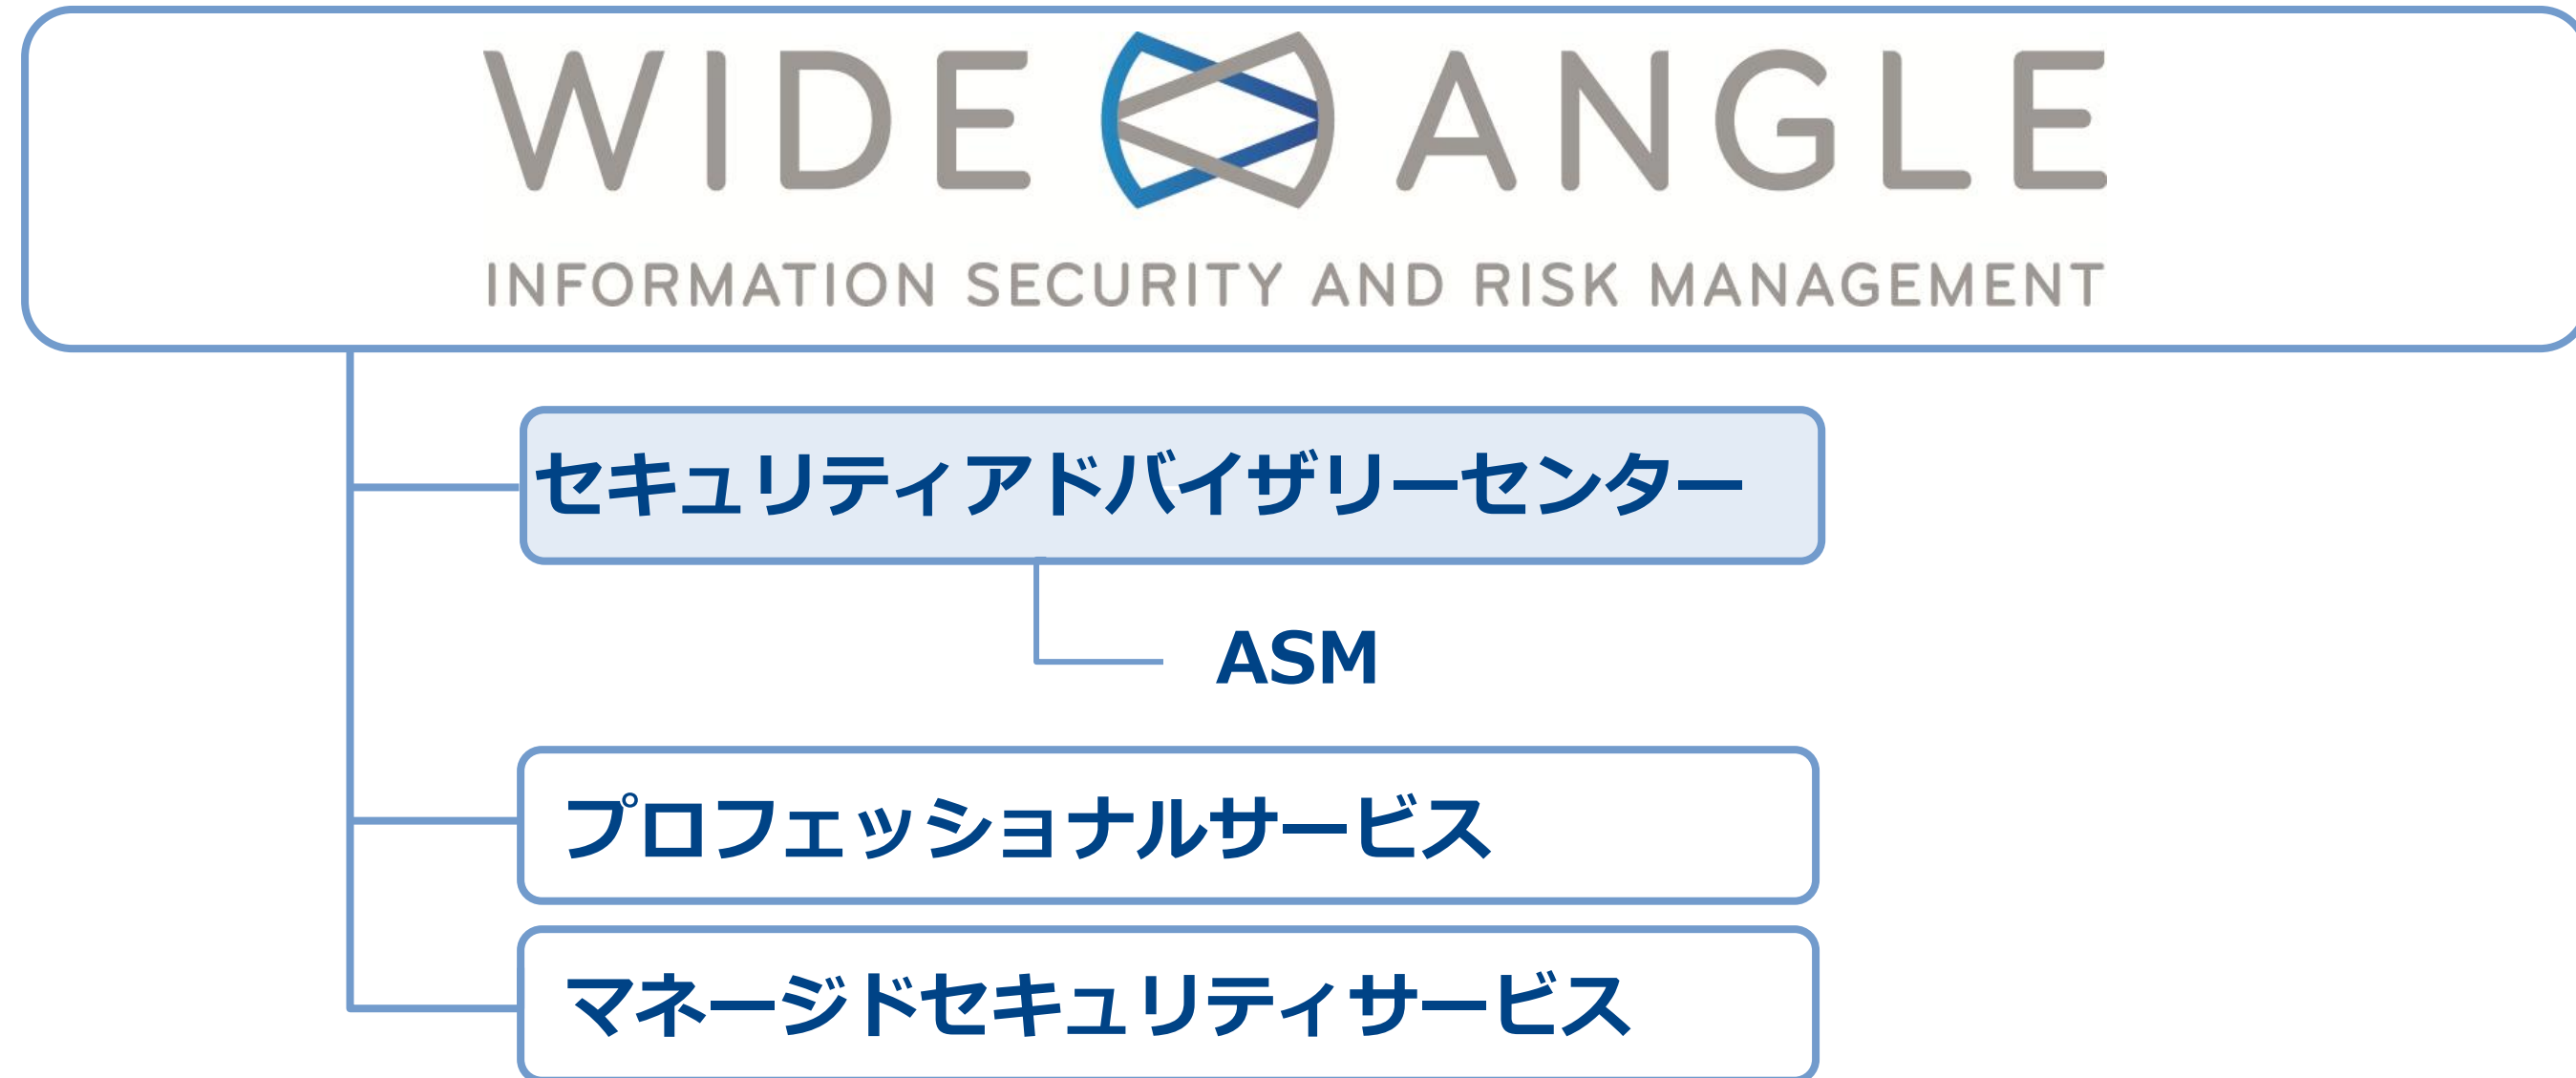 WIDE ANGLE
INFORMATION SECURITY AND RISK MANAGEMENT
セキュリティアドバイザリーセンター
ASM
プロフェッショナルサービス
マネージドセキュリティサービス